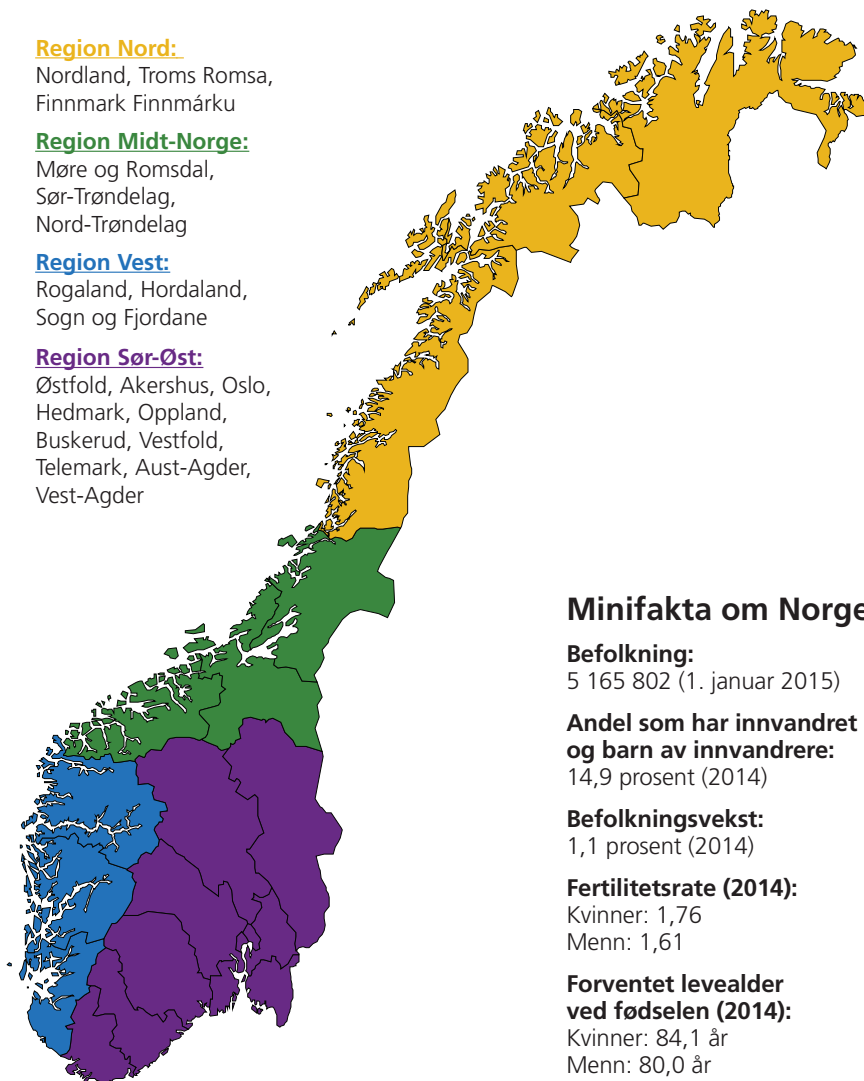 Region Nord:
Nordland, Troms Romsa,
Finnmark Finnmárku
Region Midt-Norge:
Møre og Romsdal,
Sør-Trøndelag,
Nord-Trøndelag
Region Vest:
Rogaland, Hordaland,
Sogn og Fjordane
Region Sør-Øst:
Østfold, Akershus, Oslo,
Hedmark, Oppland,
Buskerud, Vestfold,
Telemark, Aust-Agder,
Vest-Agder
Minifakta om Norge
Befolkning:
5 165 802 (1. januar 2015)
Andel som har innvandret
og barn av innvandrere:
14,9 prosent (2014)
Befolkningsvekst:
1,1 prosent (2014)
Fertilitetsrate (2014):
Kvinner: 1,76
Menn: 1,61
Forventet levealder
ved fødselen (2014):
Kvinner: 84,1 år
Menn: 80,0 år